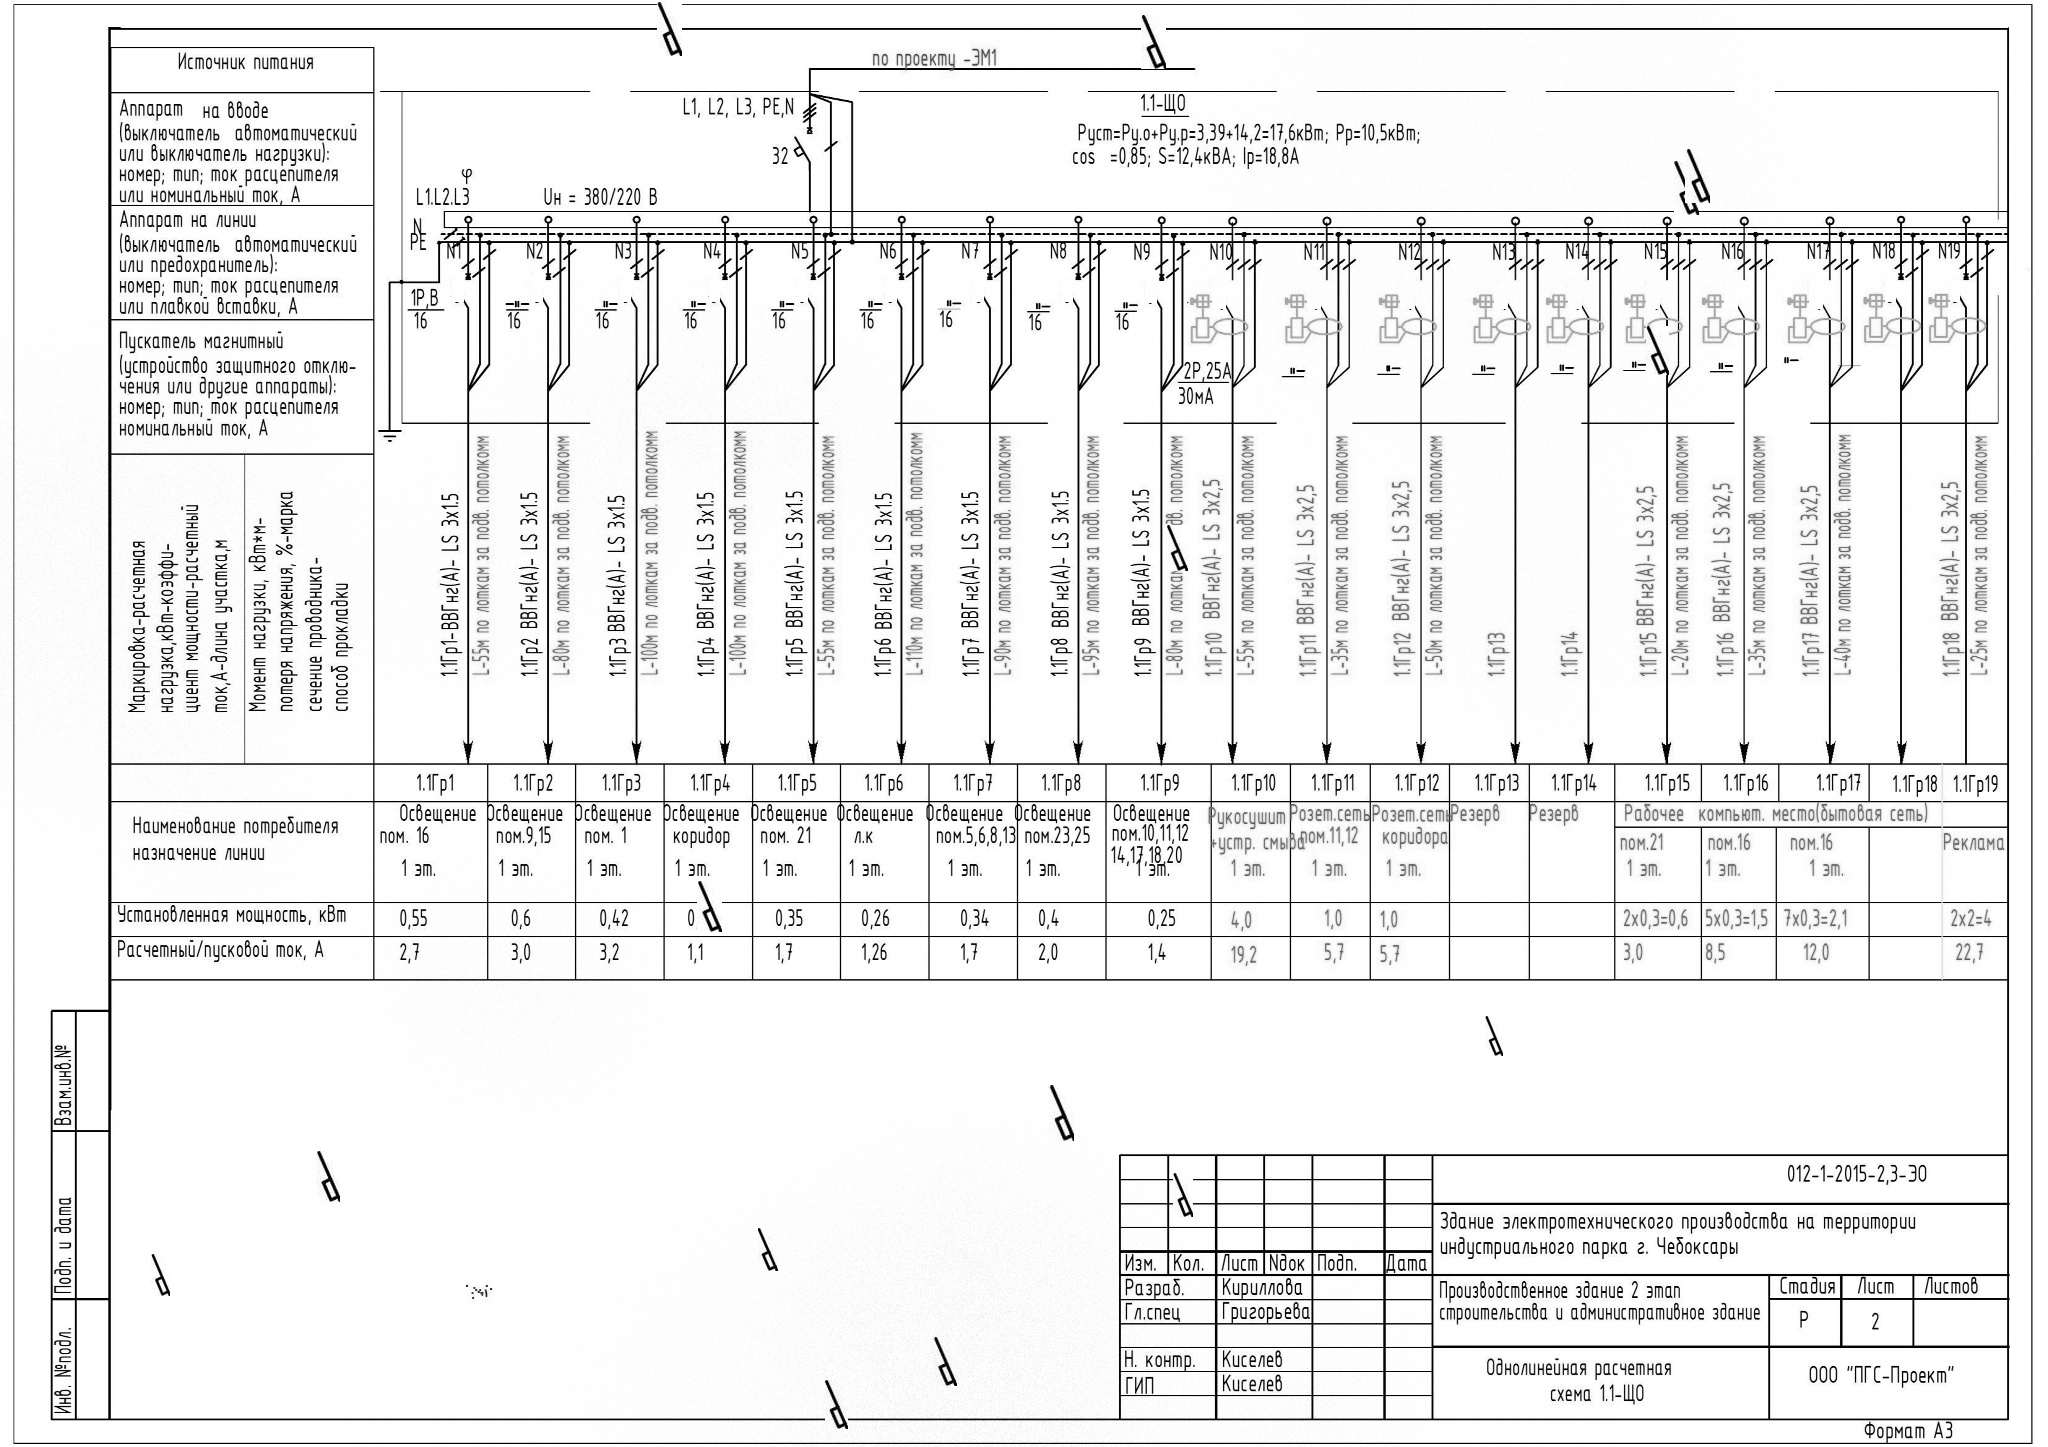 Источник питания
по проекту -ЭМ1
Аппарат на вводе
(выключатель автоматический
или выключатель нагрузки):
номер; тип; ток расцепителя
или номинальный ток, А
L1, L2, L3, PE,N
32
1.1-ЩО
Руст=Ру.о+Ру.р=3,39+14,2=17,6кВт; Рр=10,5кВт;
cos =0,85; S=12,4кВА; Iр=18,8А
φ
L1.L2.L3
Uн = 380/220 В
N
PE
Аппарат на линии
(выключатель автоматический
или предохранитель):
номер; тип; ток расцепителя
или плавкой вставки, А
N1 N2 N3 N4 N5 N6 N7 N8 N9 N10 N11 N12 N13 N14 N15 N16 N17 N18 N19
1Р,В
16
-"- 16
-"- 16
-"- 16
-"- 16
-"- 16
-"- 16
-"- 16
-"- 16
Пускатель магнитный
(устройство защитного отклю-
чения или другие аппараты):
номер; тип; ток расцепителя
номинальный ток, А
2Р,25А
30мА
-"- -"- -"- -"- -"- -"- -"-
Маркировка-расчетная
нагрузка,кВт-коэффи-
циент мощности-расчетный
ток,А-длина участка,м
Момент нагрузки, кВт*м-
потеря напряжения, %-марка
сечение проводника-
способ прокладки
1.1Гр1-ВВГнг(А)- LS 3х1.5
L-55м по лоткам за подв. потолкомм
1.1Гр2 ВВГнг(А)- LS 3х1.5
L-80м по лоткам за подв. потолкомм
1.1Гр3 ВВГнг(А)- LS 3х1.5
L-100м по лоткам за подв. потолкомм
1.1Гр4 ВВГнг(А)- LS 3х1.5
L-100м по лоткам за подв. потолкомм
1.1Гр5 ВВГнг(А)- LS 3х1.5
L-55м по лоткам за подв. потолкомм
1.1Гр6 ВВГнг(А)- LS 3х1.5
L-110м по лоткам за подв. потолкомм
1.1Гр7 ВВГнг(А)- LS 3х1.5
L-90м по лоткам за подв. потолкомм
1.1Гр8 ВВГнг(А)- LS 3х1.5
L-95м по лоткам за подв. потолкомм
1.1Гр9 ВВГнг(А)- LS 3х1.5
L-80м по потолкомм
1.1Гр10 ВВГнг(А)- LS 3х2,5
L-55м по лоткам за подв. потолкомм
1.1Гр11 ВВГнг(А)- LS 3х2,5
L-35м по лоткам за подв. потолкомм
1.1Гр12 ВВГнг(А)- LS 3х2,5
L-50м по лоткам за подв. потолкомм
1.1Гр13
1.1Гр14
1.1Гр15 ВВГнг(А)- LS 3х2,5
L-20м по лоткам за подв. потолкомм
1.1Гр16 ВВГнг(А)- LS 3х2,5
L-35м по лоткам за подв. потолкомм
1.1Гр17 ВВГнг(А)- LS 3х2,5
L-40м по лоткам за подв. потолкомм
1.1Гр18 ВВГнг(А)- LS 3х2,5
L-25м по лоткам за подв. потолкомм
1.1Гр1 1.1Гр2 1.1Гр3 1.1Гр4 1.1Гр5 1.1Гр6 1.1Гр7 1.1Гр8 1.1Гр9 1.1Гр10 1.1Гр11 1.1Гр12 1.1Гр13 1.1Гр14 1.1Гр15 1.1Гр16 1.1Гр17 1.1Гр18 1.1Гр19
Наименование потребителя
назначение линии
Освещение
пом. 16
1 эт.
Освещение
пом.9,15
1 эт.
Освещение
пом. 1
1 эт.
Освещение
коридор
1 эт.
Освещение
пом. 21
1 эт.
Освещение
л.к
1 эт.
Освещение
пом.5,6,8,13
1 эт.
Освещение
пом.23,25
1 эт.
Освещение
пом.10,11,12
14,17,18,20
1 эт.
Рукосушит
+устр. смыва
1 эт.
Розет.сеть
пом.11,12
1 эт.
Розет.сеть
коридора
1 эт.
Резерв
Резерв
Рабочее компьют. место(бытовая сеть)
пом.21
1 эт.
пом.16
1 эт.
пом.16
1 эт.
Реклама
Установленная мощность, кВт
0,55 0,6 0,42 0 0,35 0,26 0,34 0,4 0,25 4,0 1,0 1,0 2х0,3=0,6 5х0,3=1,5 7х0,3=2,1 2х2=4
Расчетный/пусковой ток, А
2,7 3,0 3,2 1,1 1,7 1,26 1,7 2,0 1,4 19,2 5,7 5,7 3,0 8,5 12,0 22,7
Взам.инв.№
Подп. и дата
Инв. №подл.
012-1-2015-2,3-ЭО
Здание электротехнического производства на территории
индустриального парка г. Чебоксары
Изм. Кол. Лист Nдок Подп. Дата
Разраб. Кириллова
Гл.спец Григорьева
Н. контр. Киселев
ГИП Киселев
Производственное здание 2 этап
строительства и административное здание
Стадия Лист Листов
Р 2
Однолинейная расчетная
схема 1.1-ЩО
ООО "ПГС-Проект"
Формат А3